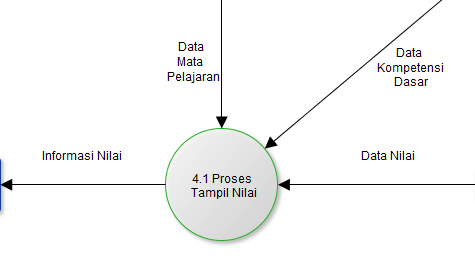 Data
Mata
Pelajaran
Data
Kompetensi
Dasar
Informasi Nilai
4.1 Proses
Tampil Nilai
Data Nilai